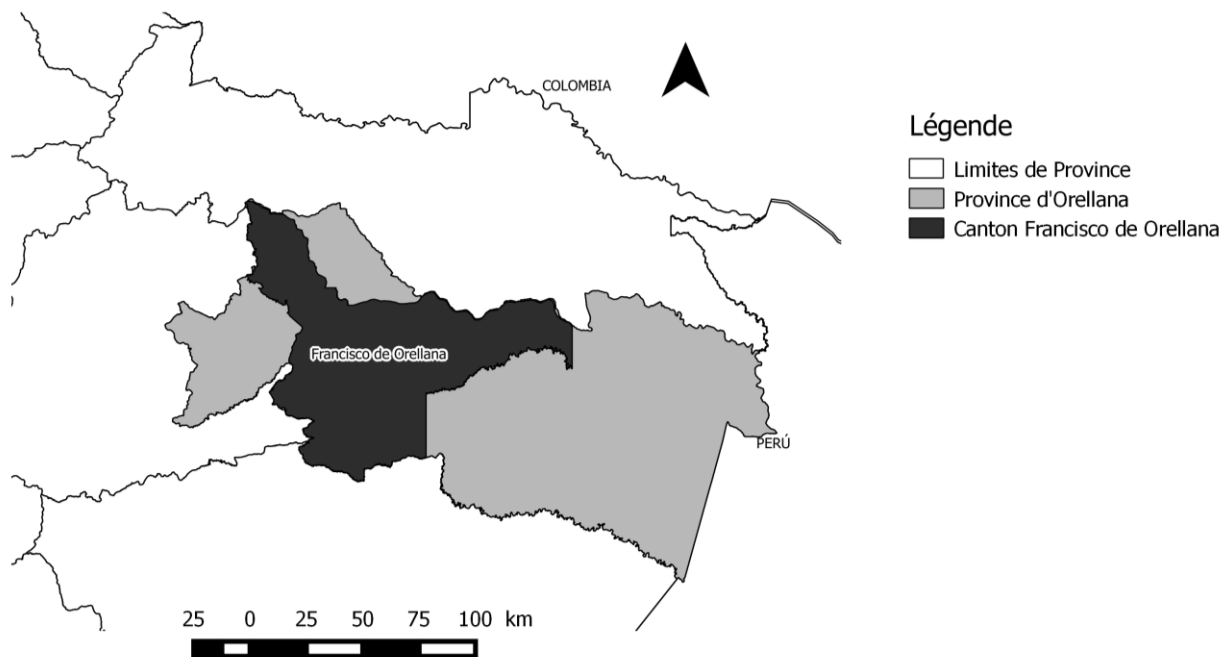 COLOMBIA
Légende
Limites de Province
Province d'Orellana
Canton Francisco de Orellana
Francisco de Orellana
PERÚ
25 0 25 50 75 100 km